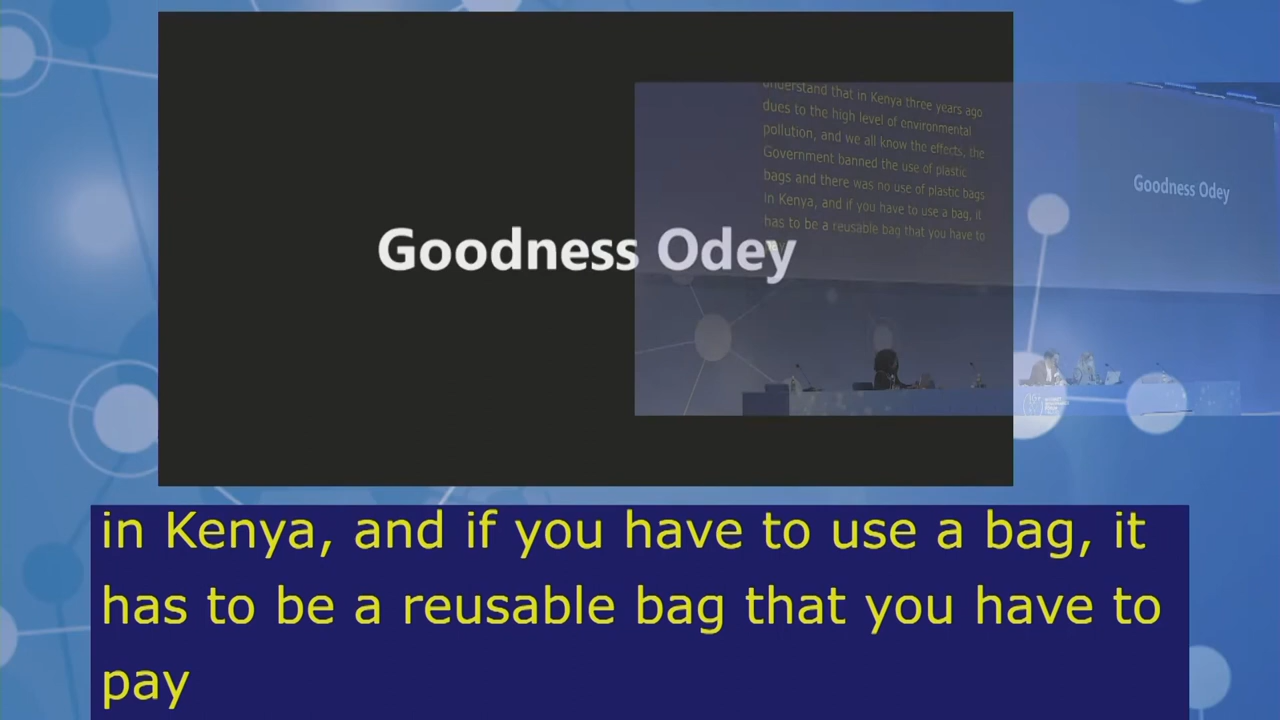 Goodness Odey
understand that in Kenya three years ago
dues to the high level of environmental
pollution, and we all know the effects, the
Government banned the use of plastic
bags and there was no use of plastic bags
in Kenya, and if you have to use a bag, it
has to be a reusable bag that you have to
pay
Goodness Odey
in Kenya, and if you have to use a bag, it
has to be a reusable bag that you have to
pay